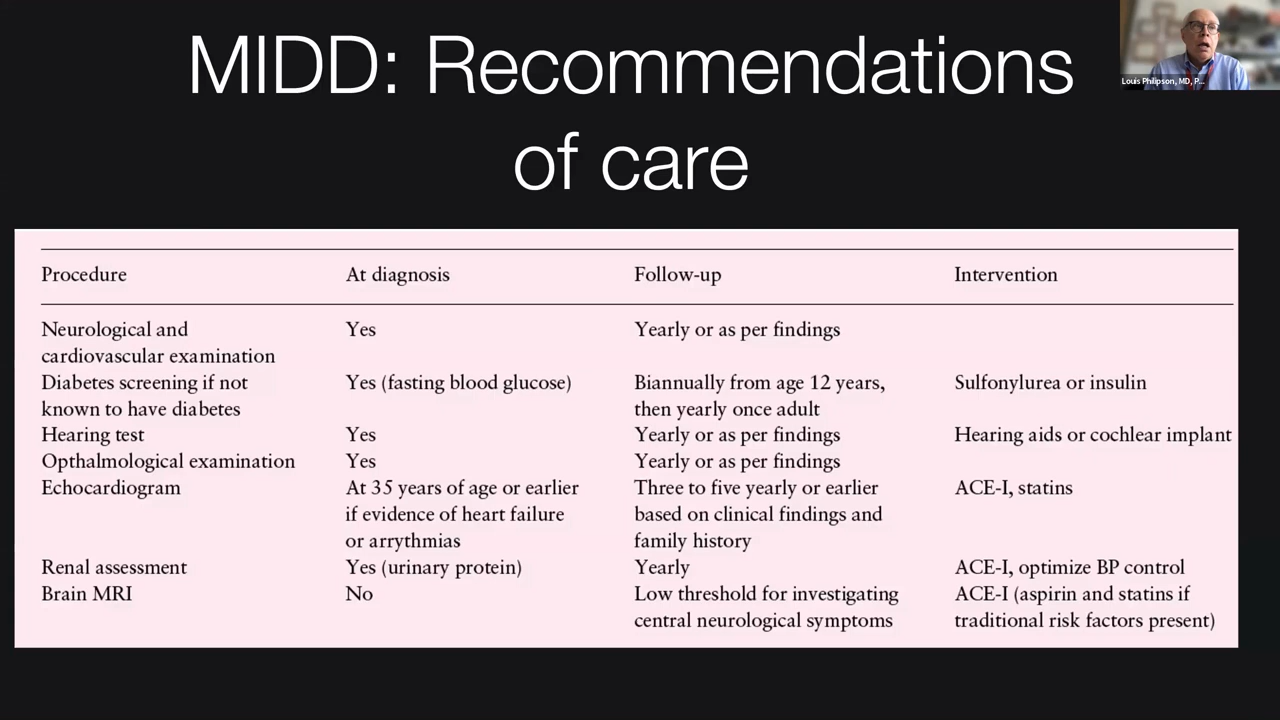 MIDD: Recommendations
of care
Louis Philipson, MD, P...
Procedure At diagnosis Follow-up Intervention
Neurological and Yes Yearly or as per findings
cardiovascular examination
Diabetes screening if not Yes (fasting blood glucose) Biannually from age 12 years, Sulfonylurea or insulin
known to have diabetes then yearly once adult
Hearing test Yes Yearly or as per findings Hearing aids or cochlear implant
Opthalmological examination Yes Yearly or as per findings
Echocardiogram At 35 years of age or earlier Three to five yearly or earlier ACE-I, statins
if evidence of heart failure based on clinical findings and
or arrythmias family history
Renal assessment Yes (urinary protein) Yearly ACE-I, optimize BP control
Brain MRI No Low threshold for investigating ACE-I (aspirin and statins if
central neurological symptoms traditional risk factors present)